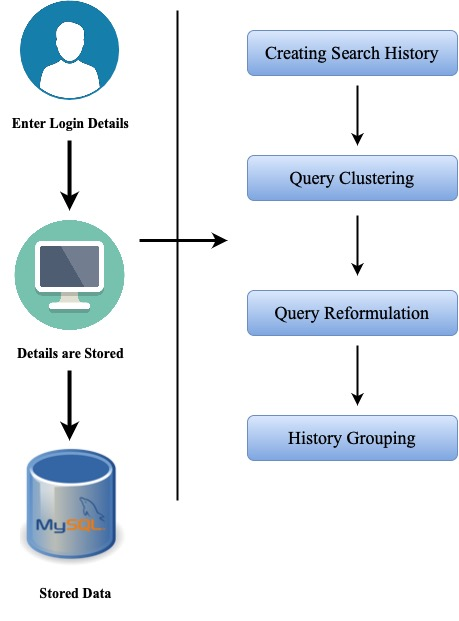 Enter Login Details
Details are Stored
MySQL
Stored Data
Creating Search History
Query Clustering
Query Reformulation
History Grouping